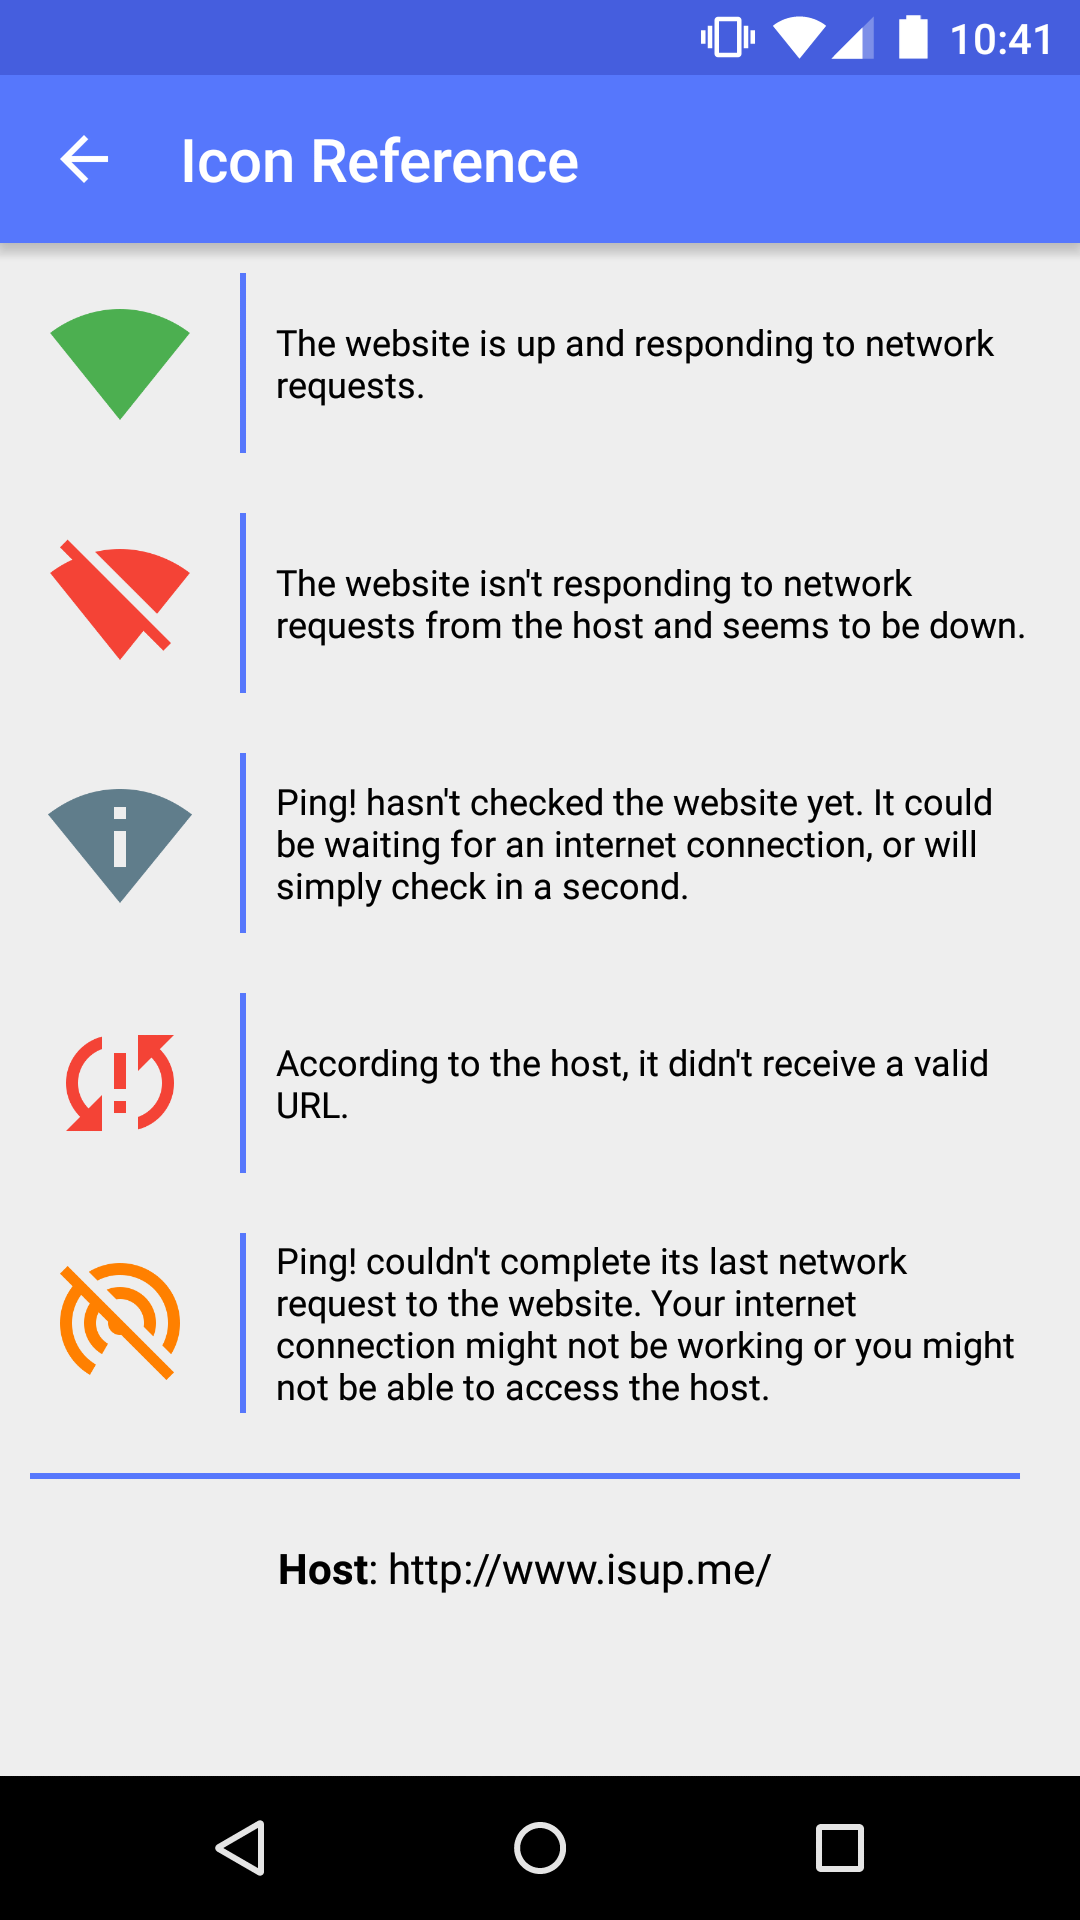 10:41
Icon Reference
The website is up and responding to network
requests.
The website isn't responding to network
requests from the host and seems to be down.
Ping! hasn't checked the website yet. It could
be waiting for an internet connection, or will
simply check in a second.
According to the host, it didn't receive a valid
URL.
Ping! couldn't complete its last network
request to the website. Your internet
connection might not be working or you might
not be able to access the host.
Host: http://www.isup.me/